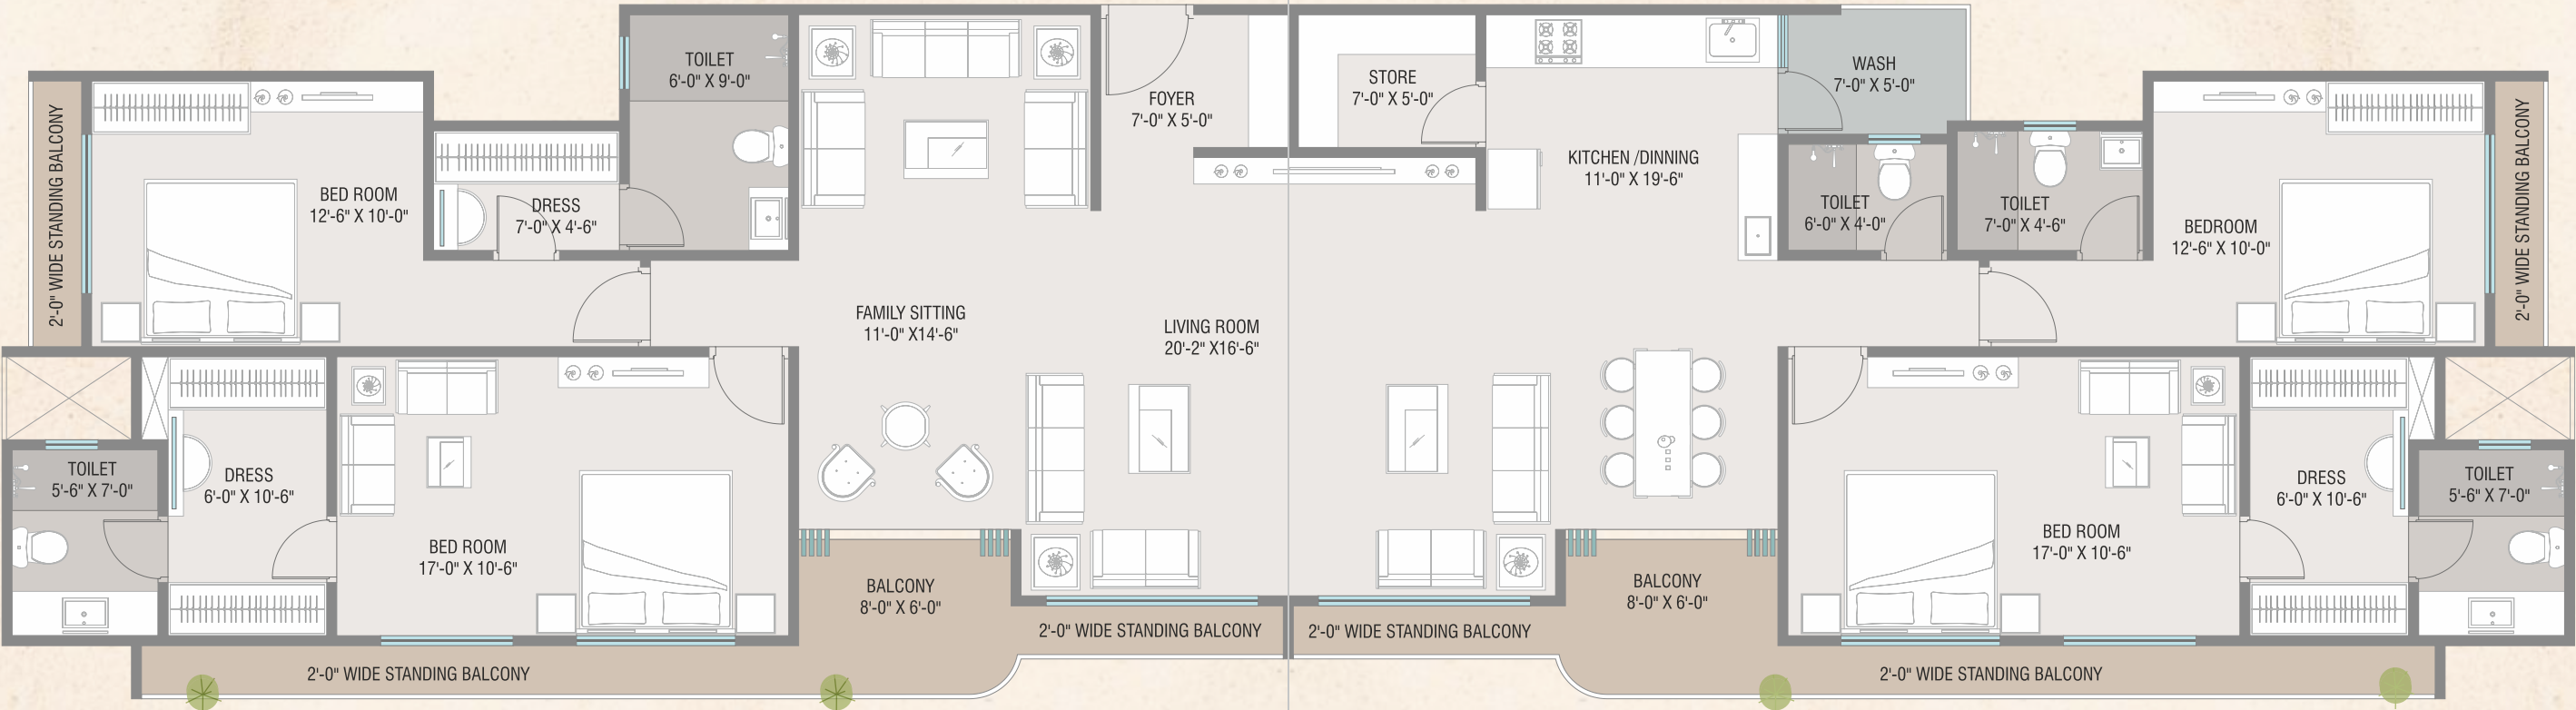 TOILET
6'-0" X 9'-0"
FOYER
7'-0" X 5'-0"
STORE
7'-0" X 5'-0"
WASH
7'-0" X 5'-0"
2'-0" WIDE STANDING BALCONY
BED ROOM
12'-6" X 10'-0"
DRESS
7'-0" X 4'-6"
KITCHEN /DINNING
11'-0" X 19'-6"
TOILET
6'-0" X 4'-0"
TOILET
7'-0" X 4'-6"
BEDROOM
12'-6" X 10'-0"
2'-0" WIDE STANDING BALCONY
FAMILY SITTING
11'-0" X14'-6"
LIVING ROOM
20'-2" X16'-6"
TOILET
5'-6" X 7'-0"
DRESS
6'-0" X 10'-6"
BED ROOM
17'-0" X 10'-6"
BALCONY
8'-0" X 6'-0"
BALCONY
8'-0" X 6'-0"
BED ROOM
17'-0" X 10'-6"
DRESS
6'-0" X 10'-6"
TOILET
5'-6" X 7'-0"
2'-0" WIDE STANDING BALCONY
2'-0" WIDE STANDING BALCONY
2'-0" WIDE STANDING BALCONY
2'-0" WIDE STANDING BALCONY